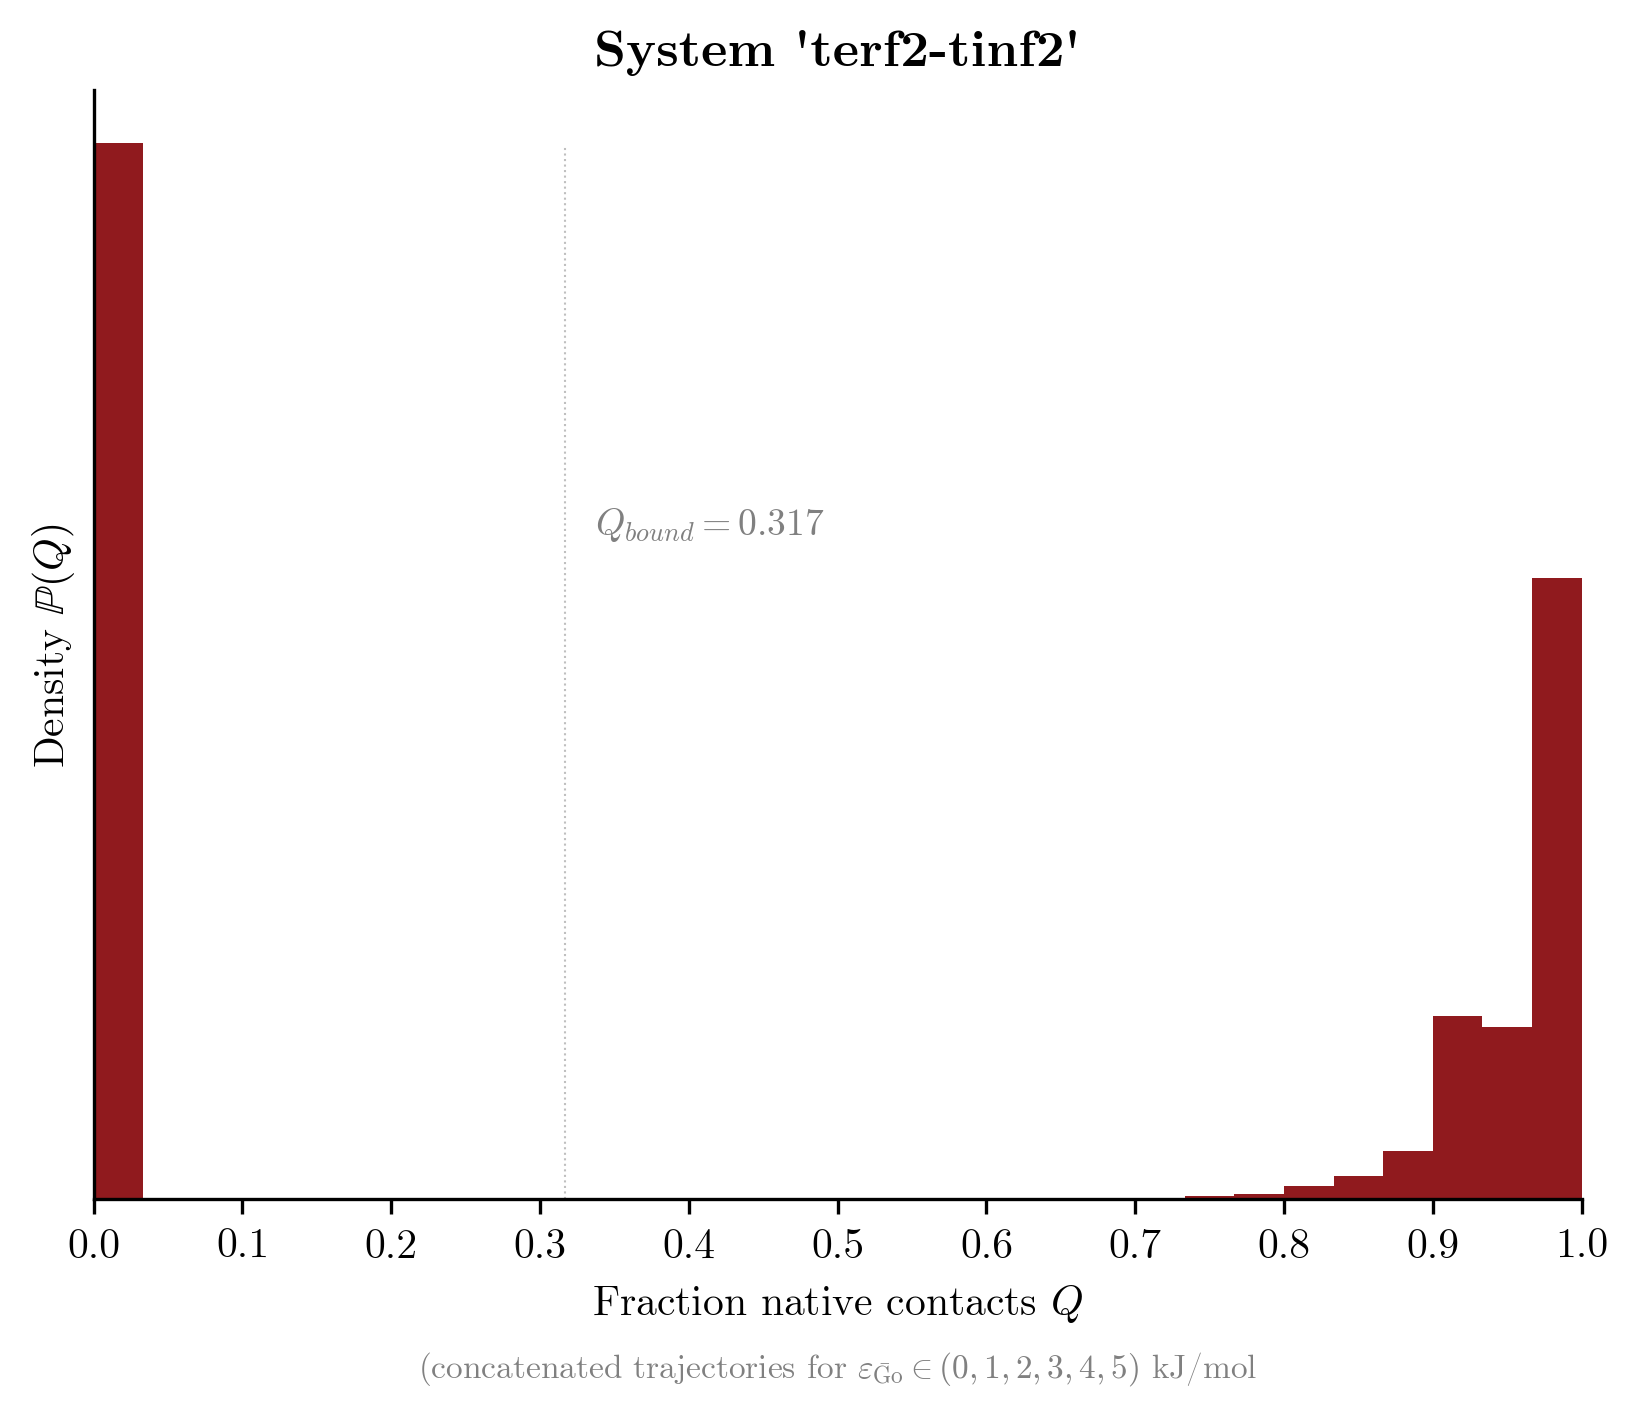 System 'terf2-tinf2'
Density ℙ(Q)
Q_bound = 0.317
0.0 0.1 0.2 0.3 0.4 0.5 0.6 0.7 0.8 0.9 1.0
Fraction native contacts Q
(concatenated trajectories for ε_Ḡo ∈ (0, 1, 2, 3, 4, 5) kJ/mol